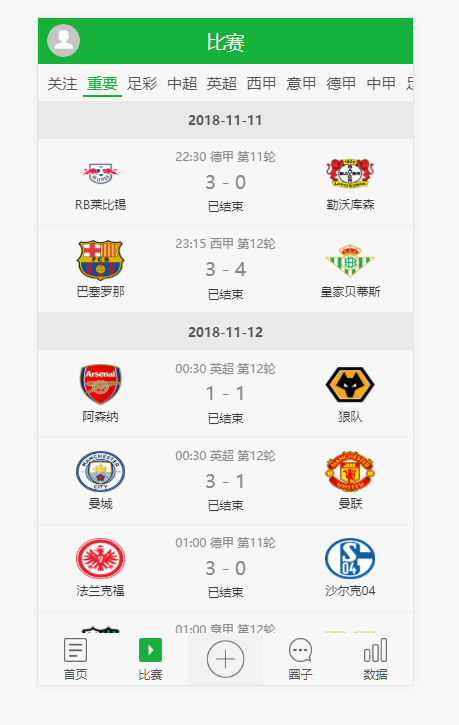 比赛
关注 重要 足彩 中超 英超 西甲 意甲 德甲 中甲
2018-11-11
22:30 德甲 第11轮
RB莱比锡 3 - 0 勒沃库森
已结束
23:15 西甲 第12轮
巴塞罗那 3 - 4 皇家贝蒂斯
已结束
2018-11-12
00:30 英超 第12轮
Arsenal
阿森纳 1 - 1 狼队
已结束
00:30 英超 第12轮
MANCHESTER CITY
MANCHESTER UNITED
曼城 3 - 1 曼联
已结束
01:00 德甲 第11轮
法兰克福 3 - 0 沙尔克04
已结束
01:00 意甲 第12轮
首页 比赛 圈子 数据